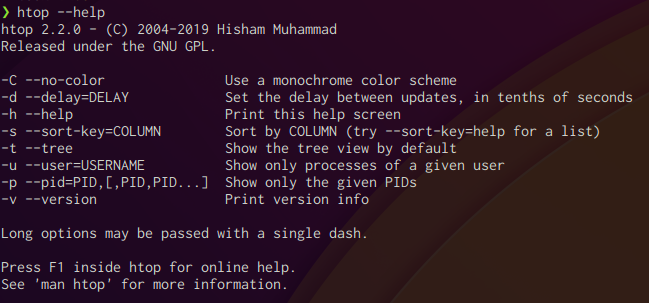 ❯ htop --help
htop 2.2.0 - (C) 2004-2019 Hisham Muhammad
Released under the GNU GPL.

-C --no-color               Use a monochrome color scheme
-d --delay=DELAY            Set the delay between updates, in tenths of seconds
-h --help                   Print this help screen
-s --sort-key=COLUMN        Sort by COLUMN (try --sort-key=help for a list)
-t --tree                   Show the tree view by default
-u --user=USERNAME          Show only processes of a given user
-p --pid=PID,[,PID,PID...]  Show only the given PIDs
-v --version                Print version info

Long options may be passed with a single dash.

Press F1 inside htop for online help.
See 'man htop' for more information.